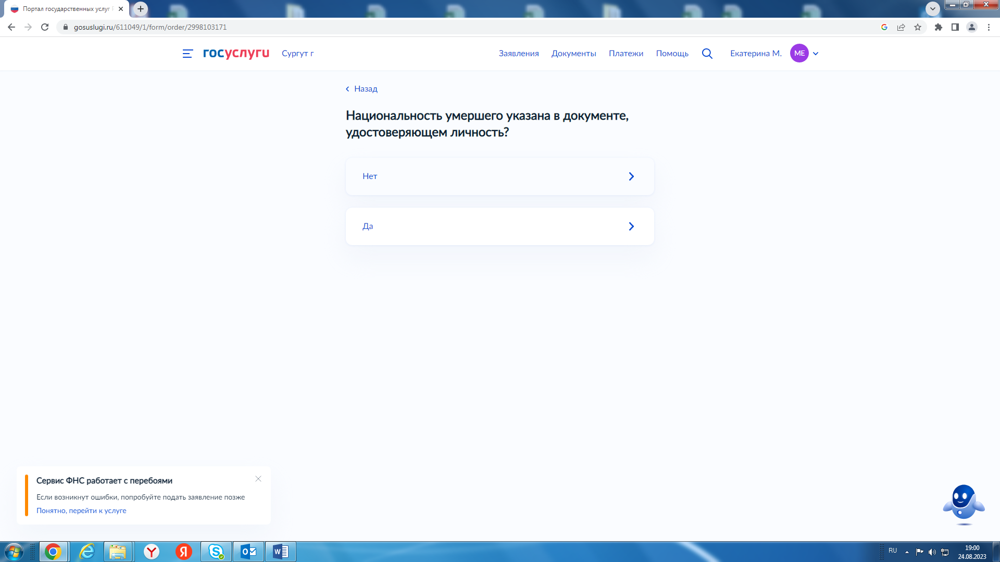 Портал государственных услуг
gosuslugi.ru/611049/1/form/order/2998103171
госуслуги
Сургут г
Заявления
Документы
Платежи
Помощь
Екатерина М.
МЕ
Назад
Национальность умершего указана в документе,
удостоверяющем личность?
Нет
Да
Сервис ФНС работает с перебоями
Если возникнут ошибки, попробуйте подать заявление позже
Понятно, перейти к услуге
RU
19:00
24.08.2023